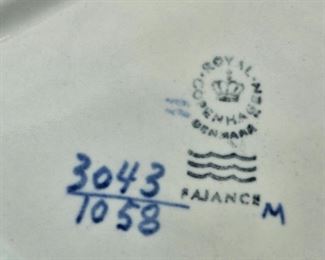 ROYAL
COPENHAGEN
DENMARK
3043
1058
FAJANCE
M